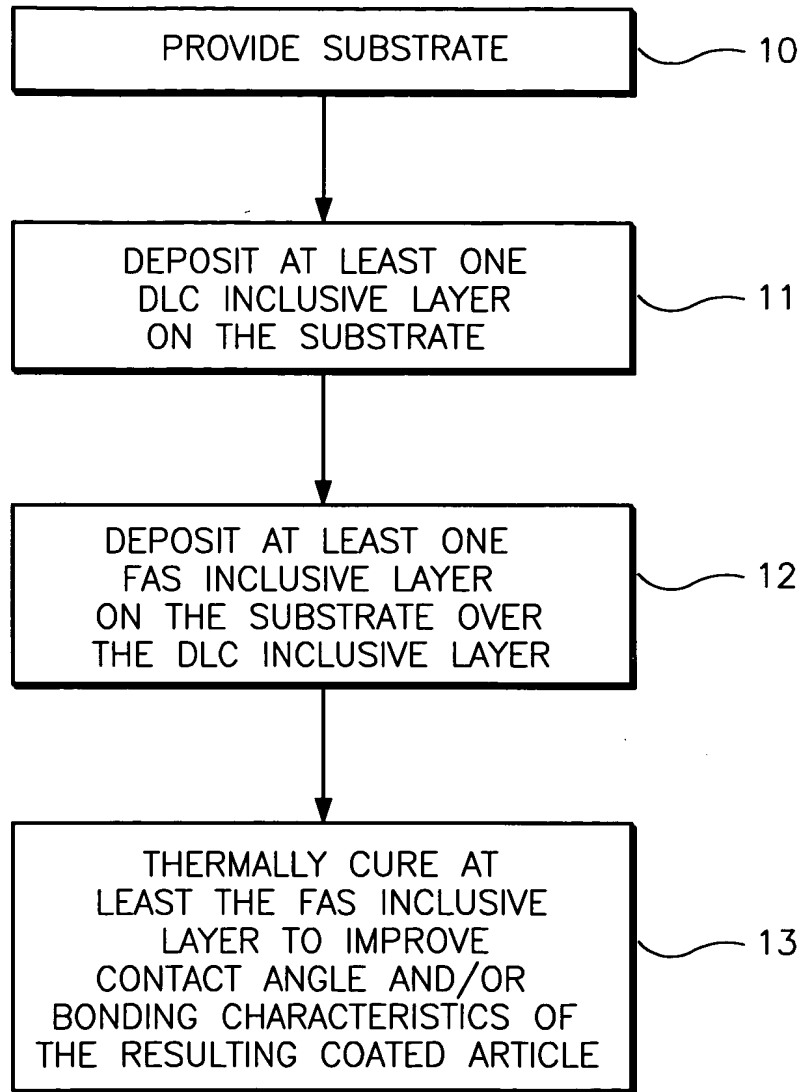 PROVIDE SUBSTRATE
10
DEPOSIT AT LEAST ONE
DLC INCLUSIVE LAYER
ON THE SUBSTRATE
11
DEPOSIT AT LEAST ONE
FAS INCLUSIVE LAYER
ON THE SUBSTRATE OVER
THE DLC INCLUSIVE LAYER
12
THERMALLY CURE AT
LEAST THE FAS INCLUSIVE
LAYER TO IMPROVE
CONTACT ANGLE AND/OR
BONDING CHARACTERISTICS OF
THE RESULTING COATED ARTICLE
13